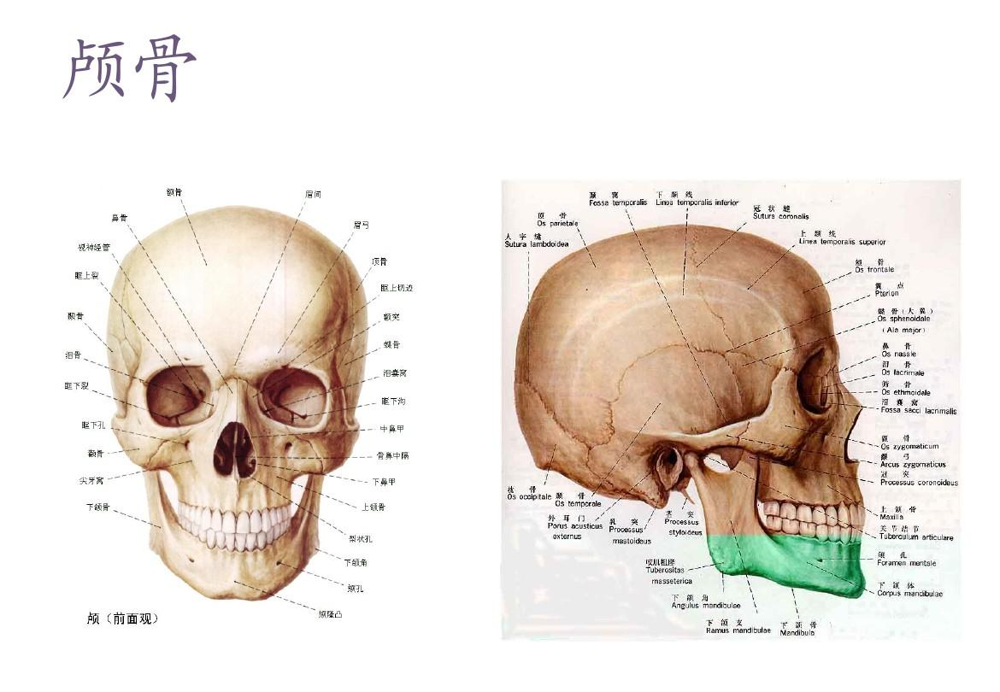 颅骨
额骨
眉间
鼻骨
眉弓
视神经管
顶骨
眶上裂
眶上切迹
颞骨
额突
蝶骨
泪骨
泪囊窝
眶下裂
眶下沟
眶下孔
中鼻甲
颧骨
骨鼻中隔
尖牙窝
下鼻甲
下颌骨
上颌骨
梨状孔
下颌角
颏孔
颏隆凸
颅（前面观）
颞窝
Fossa temporalis
下颞线
Linea temporalis inferior
冠状缝
Sutura coronalis
顶骨
Os parietale
人字缝
Sutura lambdoidea
上颞线
Linea temporalis superior
额骨
Os frontale
翼点
Pterion
蝶骨（大翼）
Os sphenoidale
(Ala major)
鼻骨
Os nasale
泪骨
Os lacrimale
筛骨
Os ethmoidale
泪囊窝
Fossa sacci lacrimalis
颧骨
Os zygomaticum
颧弓
Arcus zygomaticus
冠突
Processus coronoideus
上颌骨
Maxilla
关节结节
Tuberculum articulare
颏孔
Foramen mentale
下颌体
Corpus mandibulae
枕骨
Os occipitale
颞骨
Os temporale
外耳门
Porus acusticus
externus
乳突
Processus
mastoideus
茎突
Processus
styloideus
咬肌粗隆
Tuberositas
masseterica
下颌角
Angulus mandibulae
下颌支
Ramus mandibulae
下颌骨
Mandibula